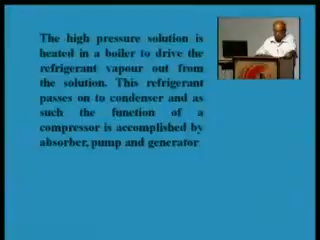 The high pressure solution is
heated in a boiler to drive the
refrigerant vapour out from
the solution. This refrigerant
passes on to condenser and as
such the function of a
compressor is accomplished by
absorber, pump and generator